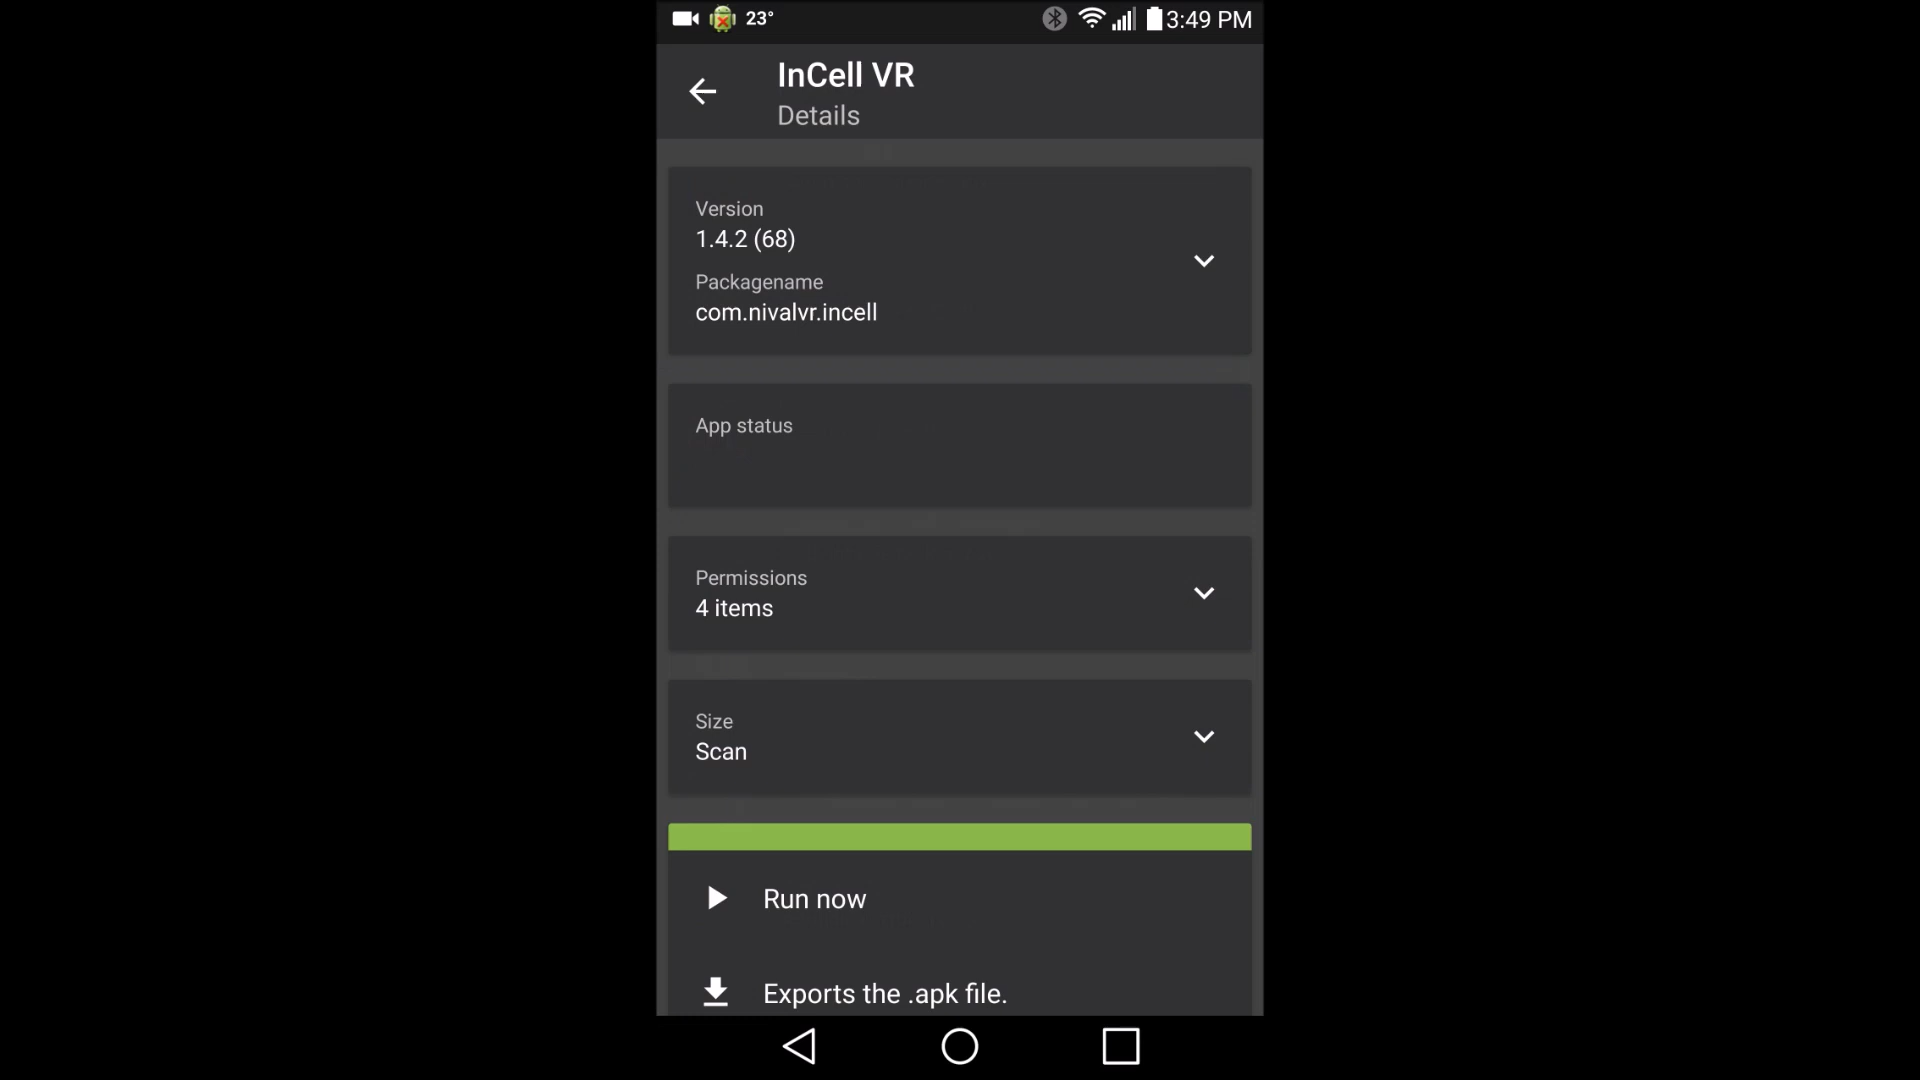 23°
3:49 PM
InCell VR
Details
Version
1.4.2 (68)
Packagename
com.nivalvr.incell
App status
Permissions
4 items
Size
Scan
Run now
Exports the .apk file.